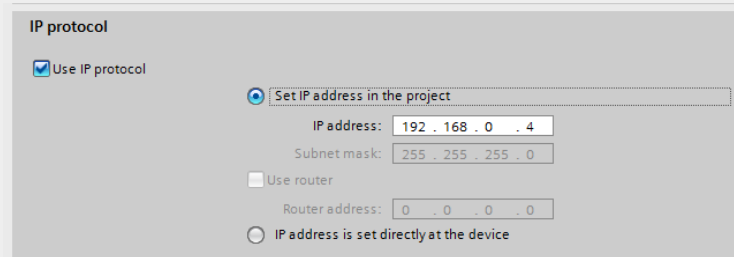 IP protocol
Use IP protocol
Set IP address in the project
IP address: 192 . 168 . 0 . 4
Subnet mask: 255 . 255 . 255 . 0
Use router
Router address: 0 . 0 . 0 . 0
IP address is set directly at the device